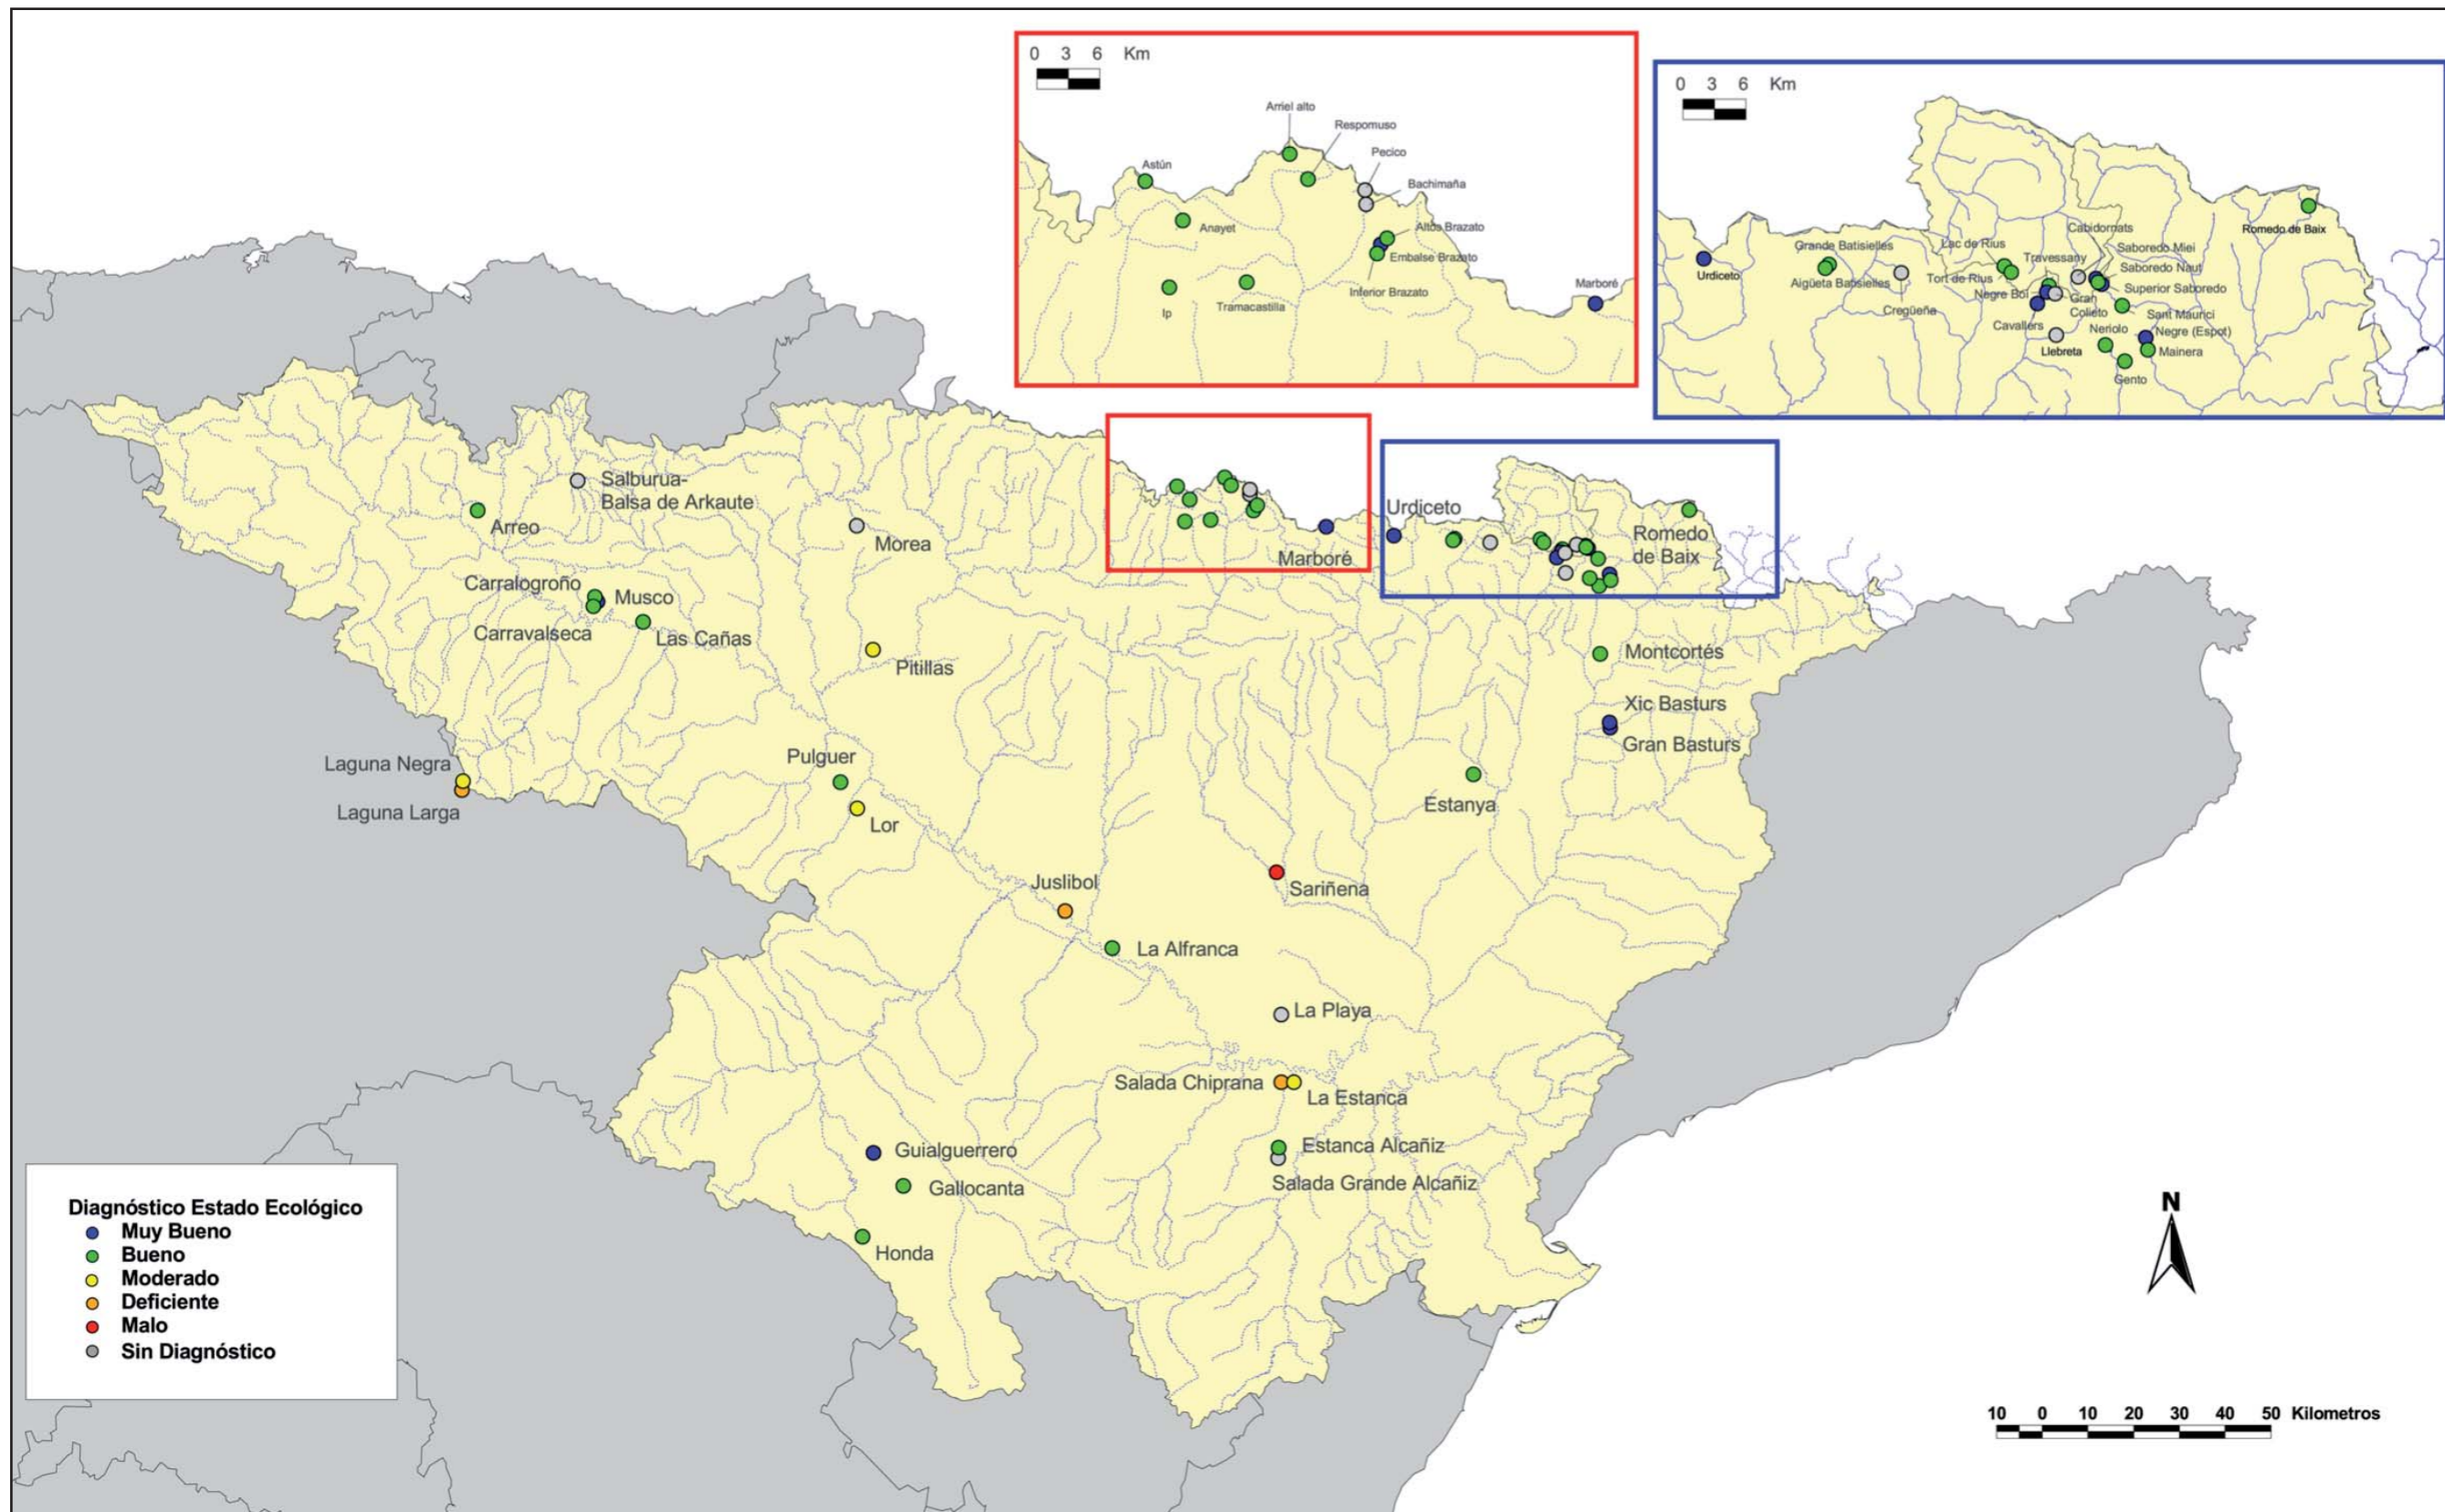 0 3 6 Km
Arriel alto
Respomuso
Pecico
Astún
Bachimaña
Anayet
Altos Brazato
Embalse Brazato
Marboré
Inferior Brazato
Tramacastilla
Ip
0 3 6 Km
Cabidornats
Romedo de Baix
Grande Batisielles
Lac de Rius
Saboredo Miei
Travessany
Saboredo Naut
Urdiceto
Aigüeta Batisielles
Tort de Rius
Superior Saboredo
Negre Boi
Gran
Cregüeña
Colieto
Sant Maurici
Cavallers
Neriolo
Negre (Espot)
Llebreta
Mainera
Gento
Salburua-
Balsa de Arkaute
Arreo
Morea
Urdiceto
Marboré
Romedo
de Baix
Carralogroño
Musco
Carravalseca
Las Cañas
Pitillas
Montcortés
Xic Basturs
Gran Basturs
Laguna Negra
Laguna Larga
Pulguer
Lor
Estanya
Juslibol
Sariñena
La Alfranca
La Playa
Salada Chiprana
La Estanca
Guialguerrero
Estanca Alcañiz
Gallocanta
Salada Grande Alcañiz
Honda
Diagnóstico Estado Ecológico
Muy Bueno
Bueno
Moderado
Deficiente
Malo
Sin Diagnóstico
N
10 0 10 20 30 40 50 Kilometros